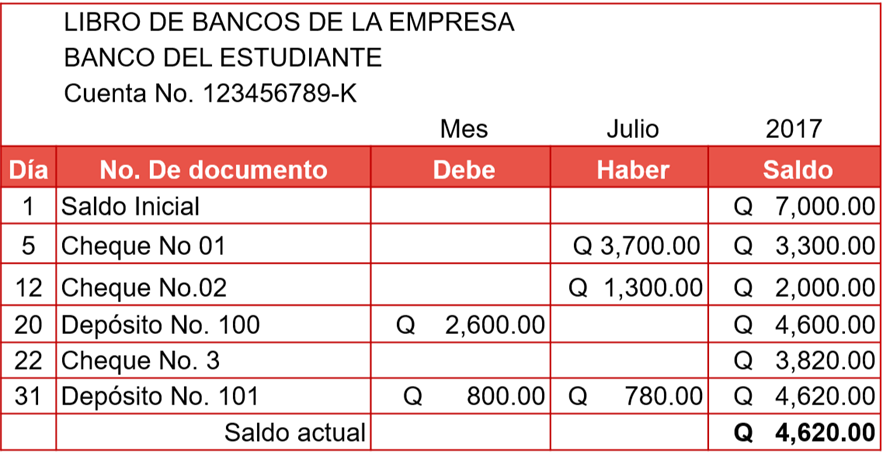 LIBRO DE BANCOS DE LA EMPRESA
BANCO DEL ESTUDIANTE
Cuenta No. 123456789-K
Mes Julio 2017
Día No. De documento Debe Haber Saldo
1 Saldo Inicial Q 7,000.00
5 Cheque No 01 Q 3,700.00 Q 3,300.00
12 Cheque No.02 Q 1,300.00 Q 2,000.00
20 Depósito No. 100 Q 2,600.00 Q 4,600.00
22 Cheque No. 3 Q 3,820.00
31 Depósito No. 101 Q 800.00 Q 780.00 Q 4,620.00
Saldo actual Q 4,620.00